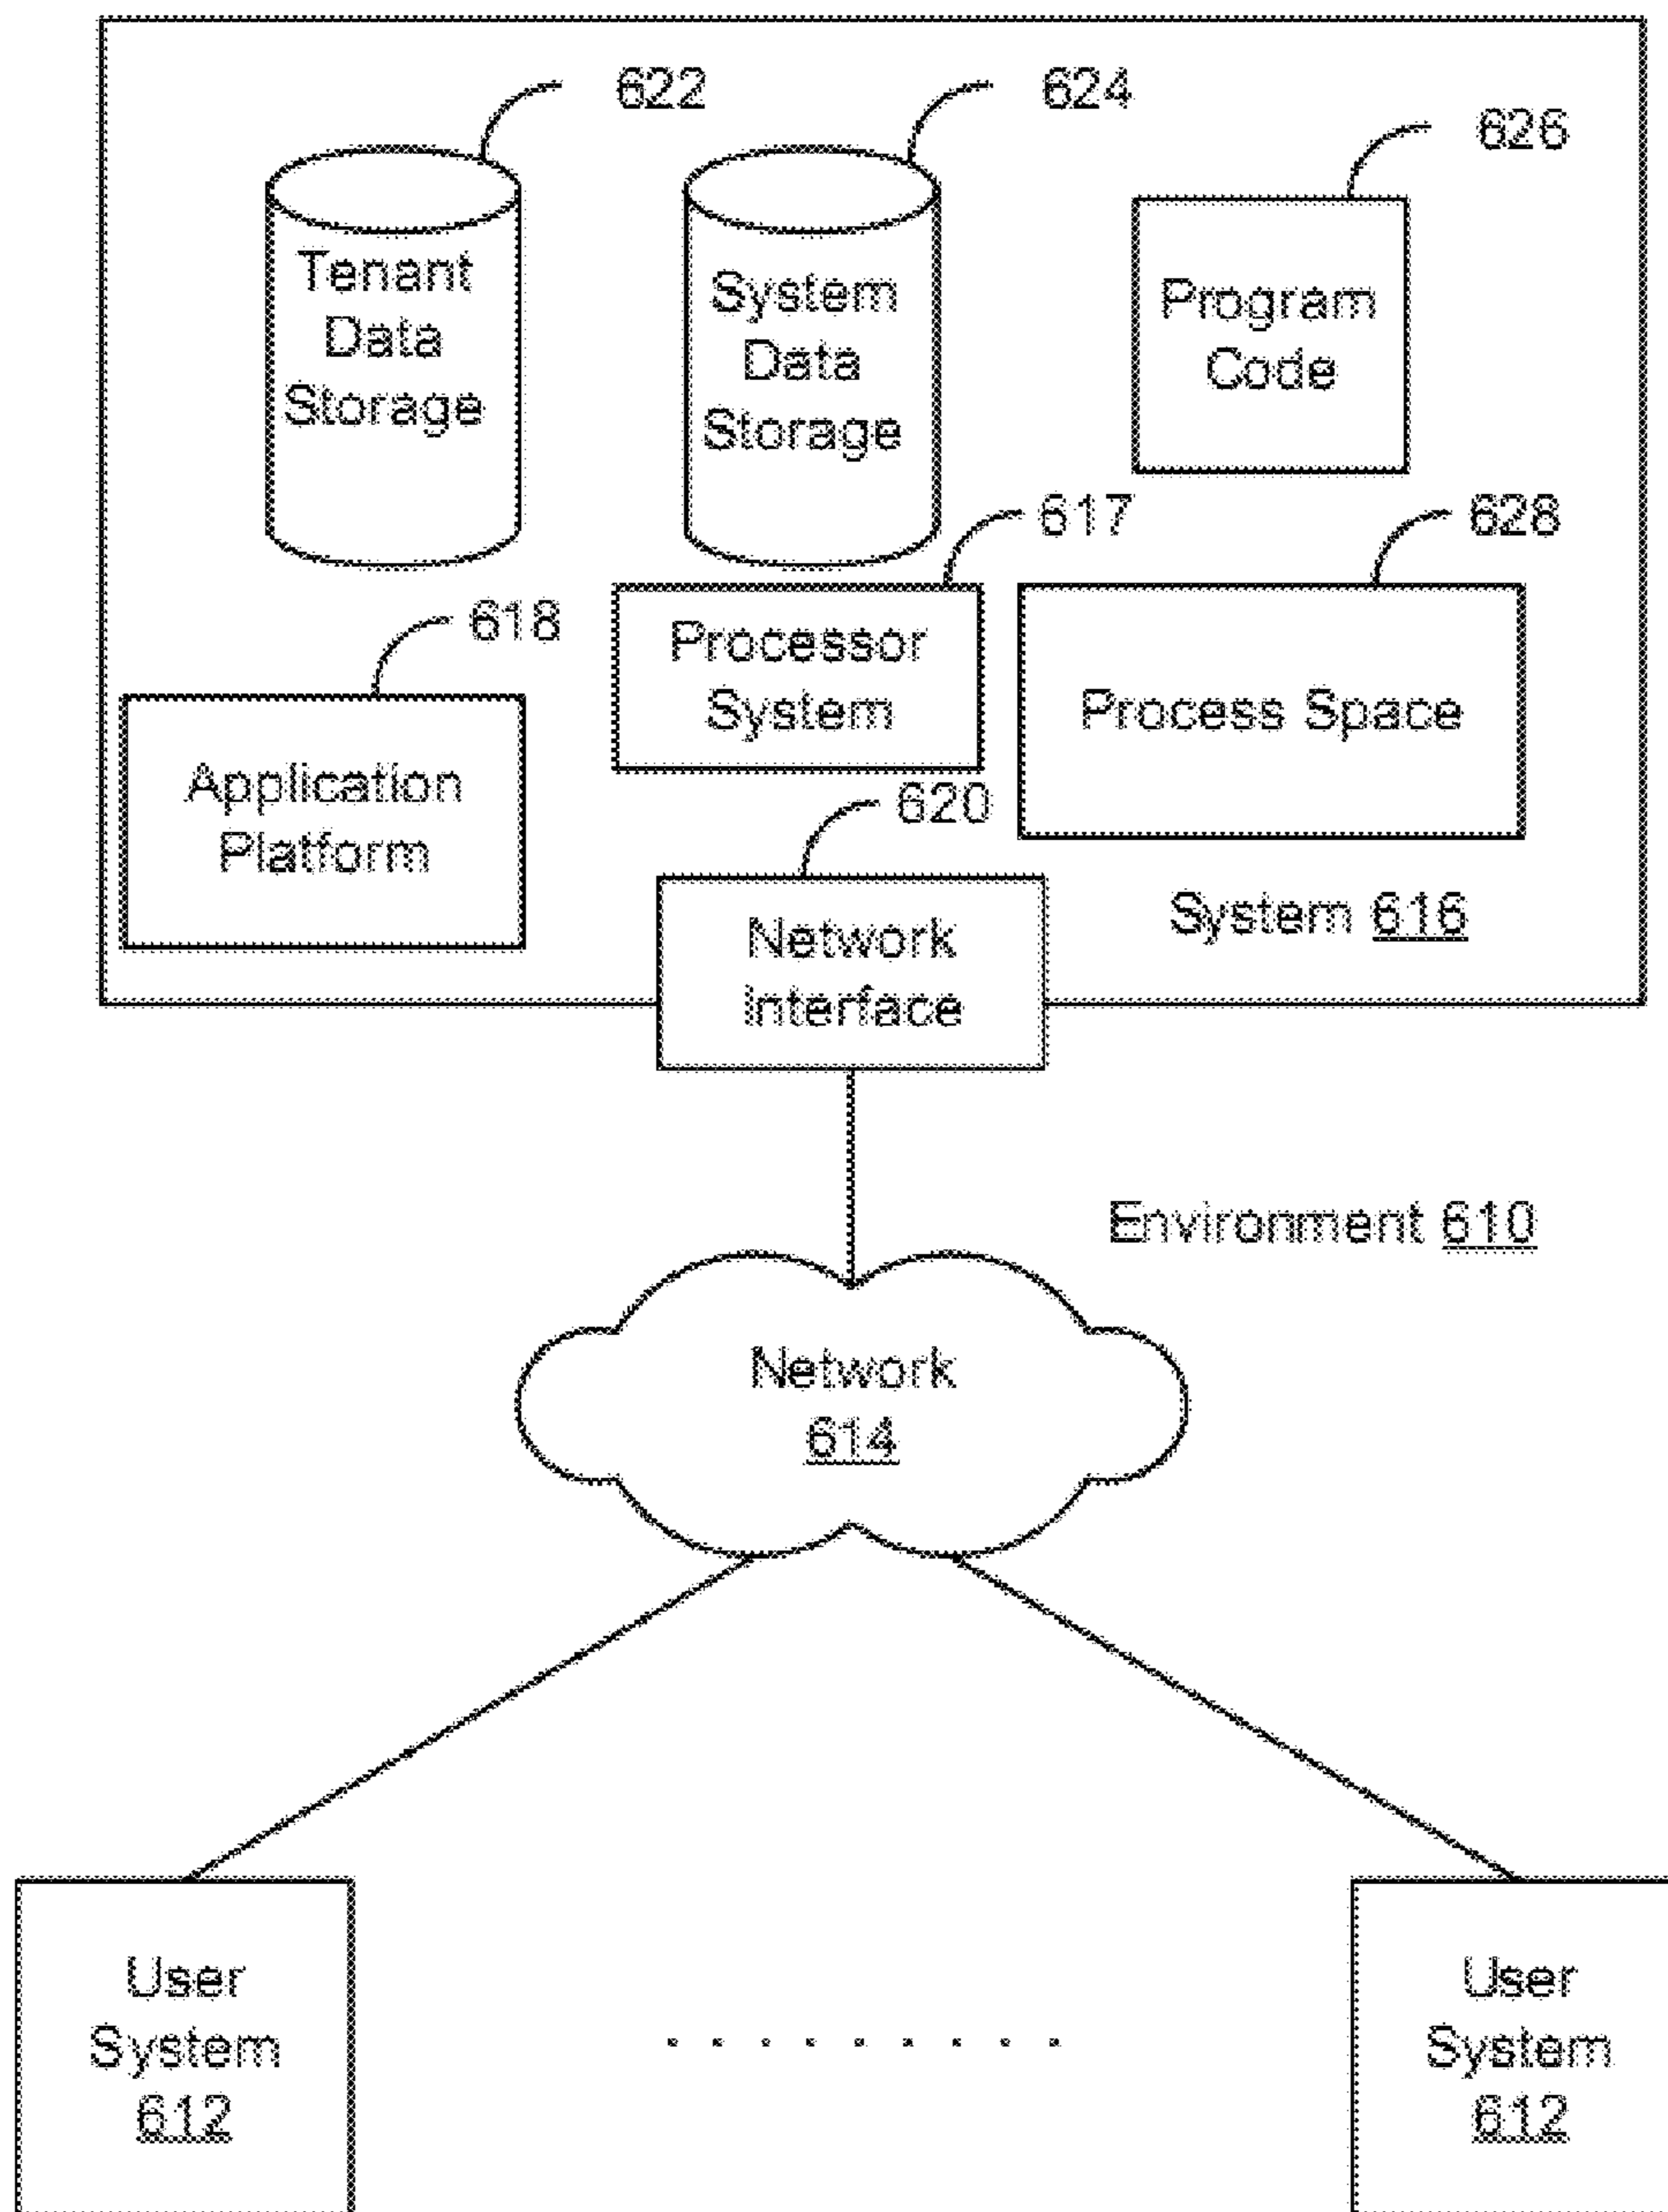 622
624
626
Tenant
Data
Storage
System
Data
Storage
Program
Code
617
628
618
Processor
System
Process Space
Application
Platform
620
Network
Interface
System 616
Environment 610
Network
614
User
System
612
User
System
612